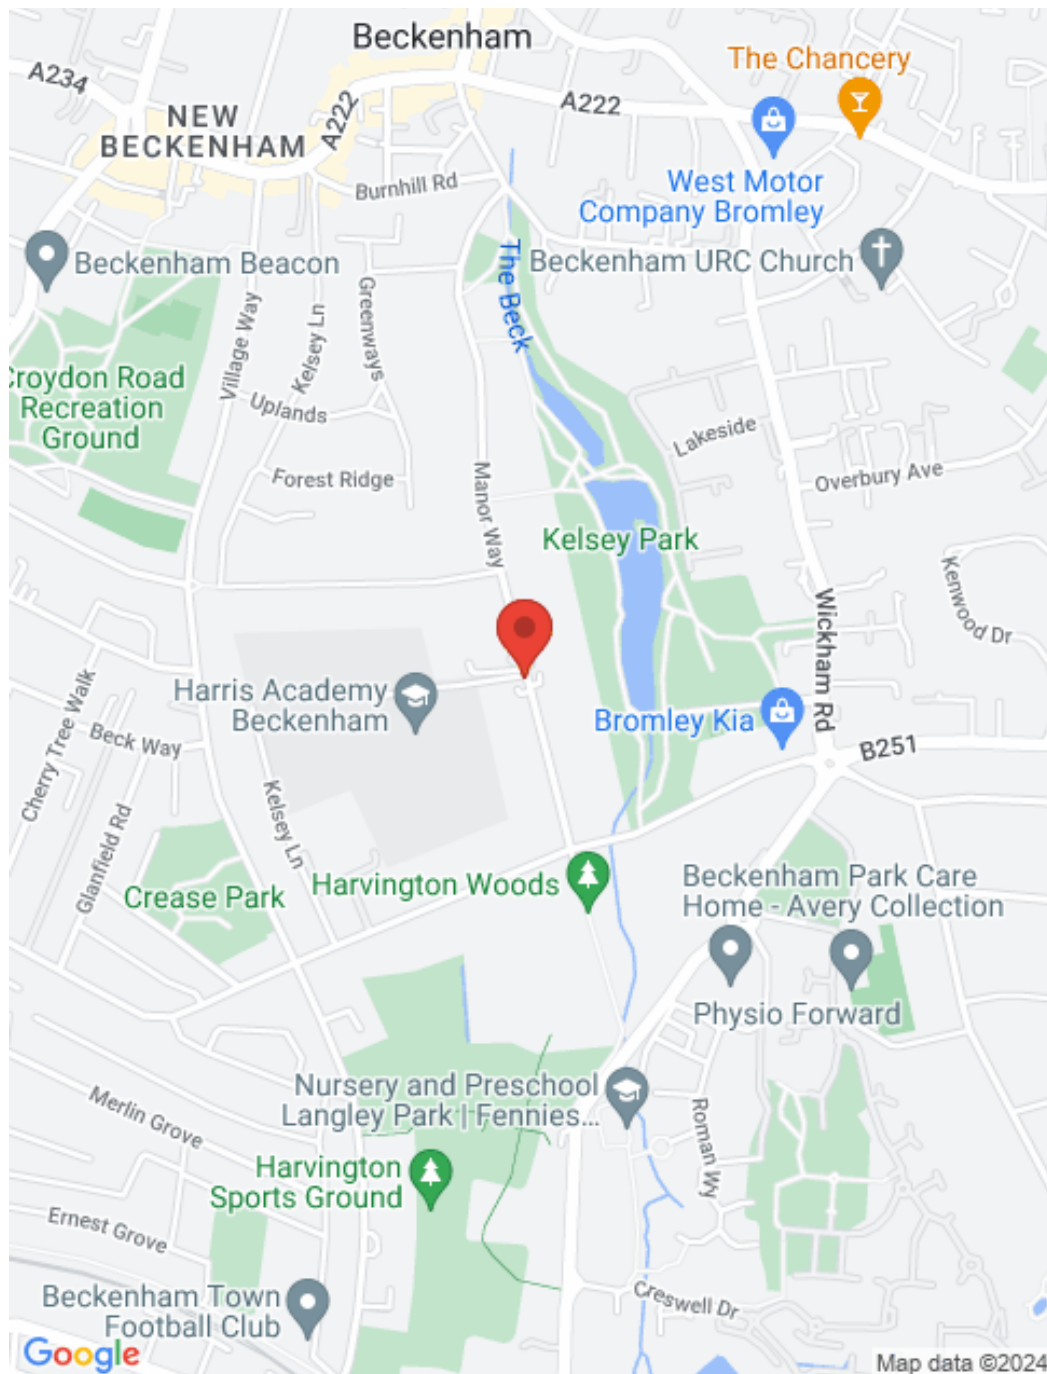 Beckenham
The Chancery
A234
A222
A222
NEW
BECKENHAM
West Motor
Company Bromley
Burnhill Rd
Beckenham Beacon
The Beck
Beckenham URC Church
Greenways
Village Way
Kelsey Ln
Croydon Road
Recreation
Ground
Uplands
Lakeside
Forest Ridge
Manor Way
Overbury Ave
Kelsey Park
Kenwood Dr
Wickham Rd
Harris Academy
Beckenham
Cherry Tree Walk
Beck Way
Bromley Kia
B251
Kelsey Ln
Glanfield Rd
Crease Park
Harvington Woods
Beckenham Park Care
Home - Avery Collection
Physio Forward
Nursery and Preschool
Langley Park | Fennies...
Merlin Grove
Roman Wy
Harvington
Sports Ground
Ernest Grove
Beckenham Town
Football Club
Creswell Dr
Google
Map data ©2024